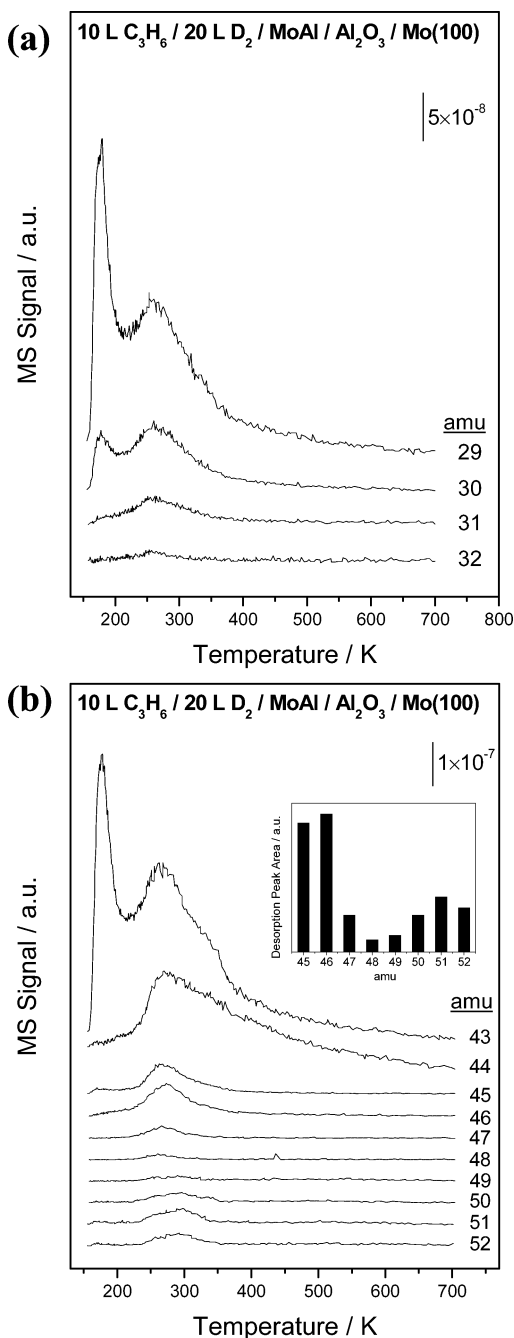 (a)
10 L C₃H₆ / 20 L D₂ / MoAl / Al₂O₃ / Mo(100)
5×10⁻⁸
MS Signal / a.u.
amu
29
30
31
32
200 300 400 500 600 700 800
Temperature / K
(b)
10 L C₃H₆ / 20 L D₂ / MoAl / Al₂O₃ / Mo(100)
1×10⁻⁷
Desorption Peak Area / a.u.
45 46 47 48 49 50 51 52
amu
MS Signal / a.u.
amu
43
44
45
46
47
48
49
50
51
52
200 300 400 500 600 700
Temperature / K